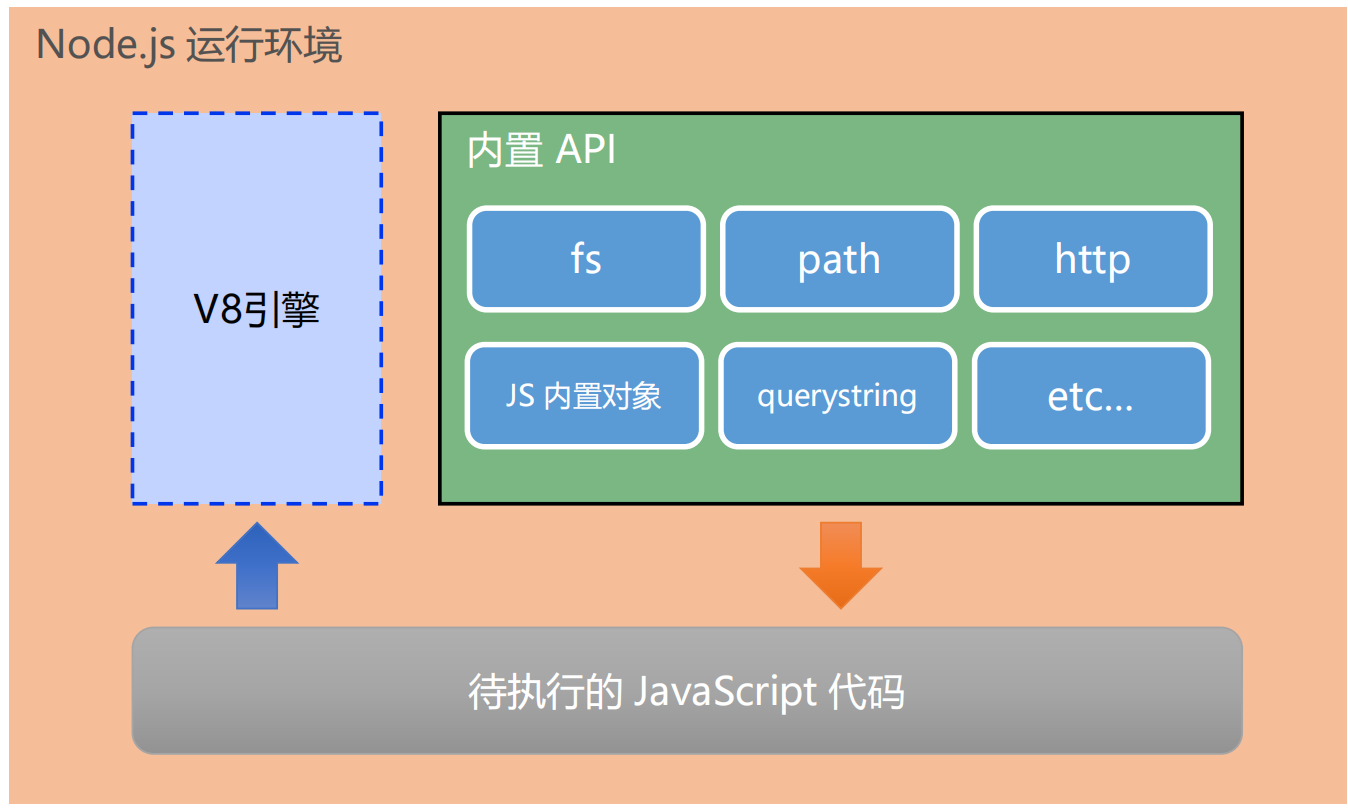 Node.js 运行环境
V8引擎
内置 API
fs
path
http
JS 内置对象
querystring
etc...
待执行的 JavaScript 代码